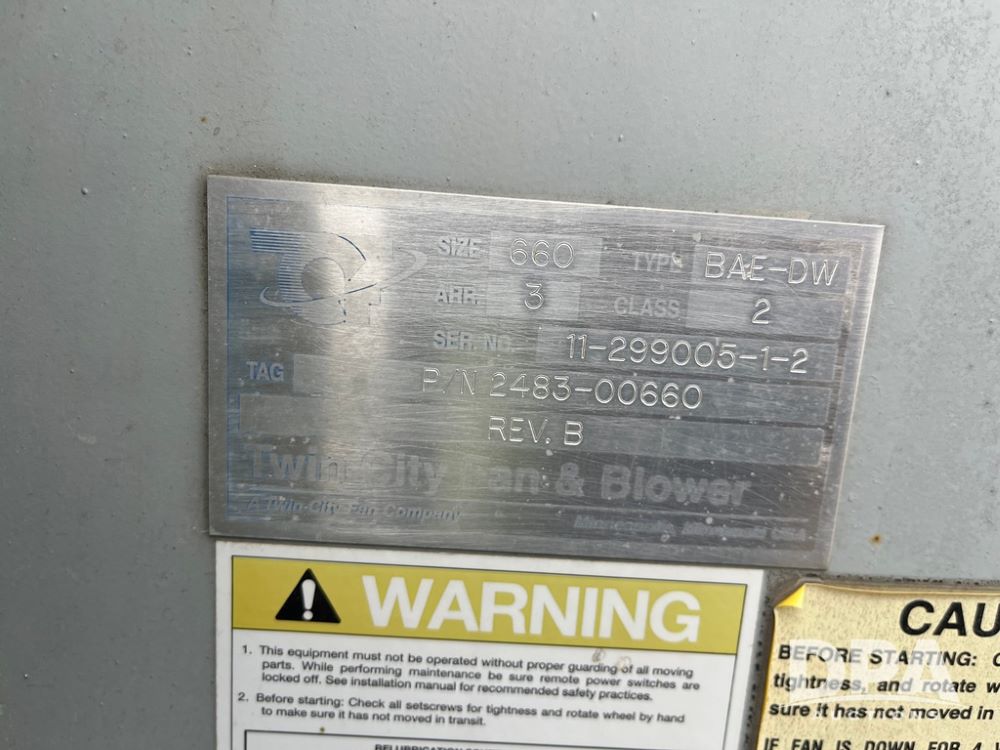 SIZE 660 TYPE BAE-DW
ARR. 3 CLASS 2
SER. NO. 11-299005-1-2
TAG P/N 2483-00660
REV. B
Twin City Fan & Blower
A Twin-City Fan Company Minneapolis, Minnesota USA
WARNING
1. This equipment must not be operated without proper guarding of all moving
parts. While performing maintenance be sure remote power switches are
locked off. See installation manual for recommended safety practices.
2. Before starting: Check all setscrews for tightness and rotate wheel by hand
to make sure it has not moved in transit.
CAU
BEFORE STARTING: C
tightness, and rotate w
sure it has not moved in
IF FAN IS DOWN FOR 4 W